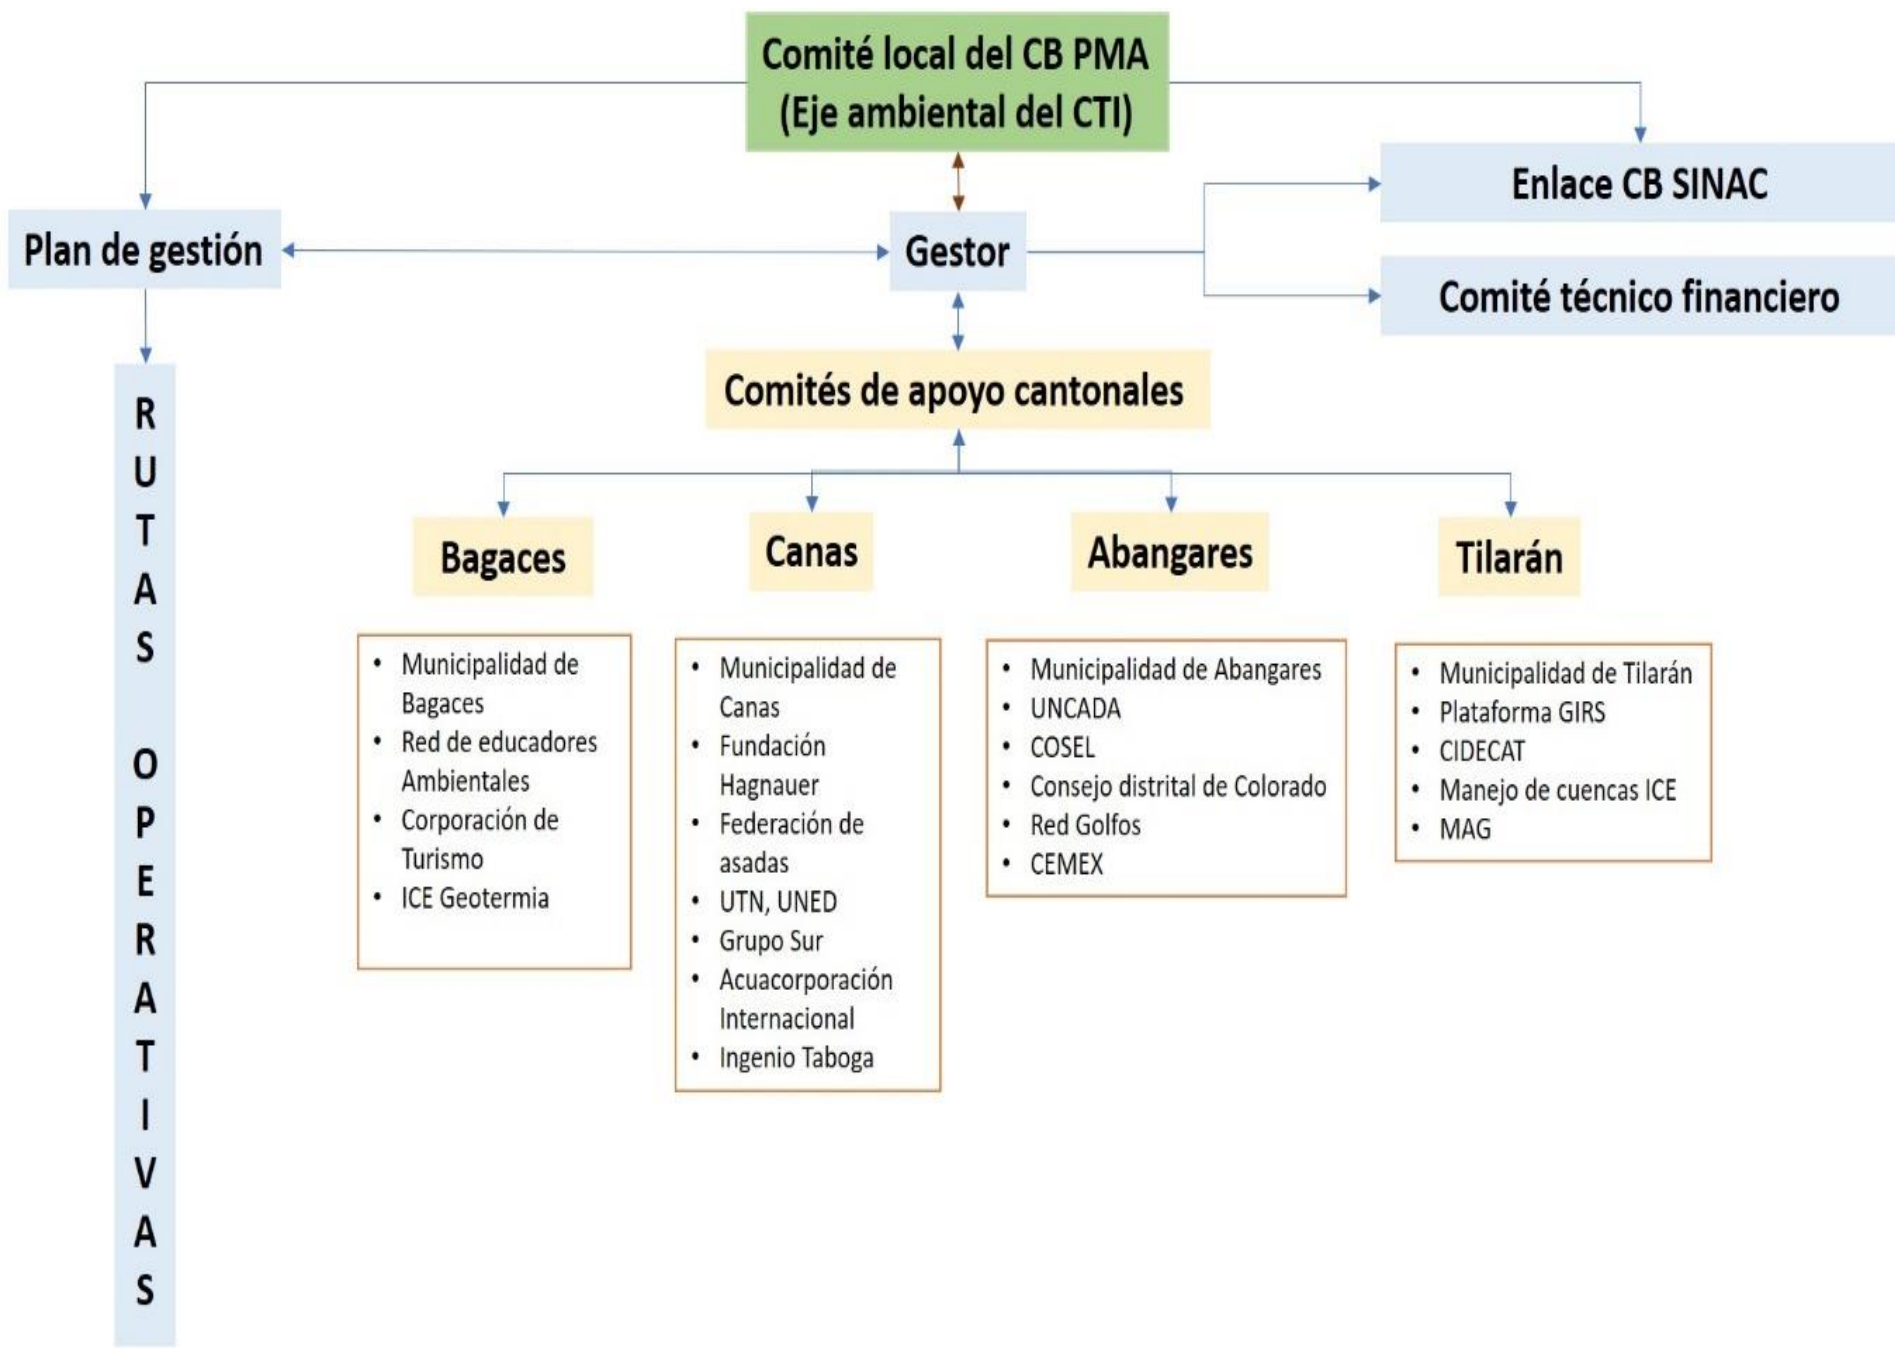 Comité local del CB PMA
(Eje ambiental del CTI)
Enlace CB SINAC
Plan de gestión
Gestor
Comité técnico financiero
Comités de apoyo cantonales
R
U
T
A
S
O
P
E
R
A
T
I
V
A
S
Bagaces
Canas
Abangares
Tilarán
• Municipalidad de
Bagaces
• Red de educadores
Ambientales
• Corporación de
Turismo
• ICE Geotermia
• Municipalidad de
Canas
• Fundación
Hagnauer
• Federación de
asadas
• UTN, UNED
• Grupo Sur
• Acuacorporación
Internacional
• Ingenio Taboga
• Municipalidad de Abangares
• UNCADA
• COSEL
• Consejo distrital de Colorado
• Red Golfos
• CEMEX
• Municipalidad de Tilarán
• Plataforma GIRS
• CIDECAT
• Manejo de cuencas ICE
• MAG